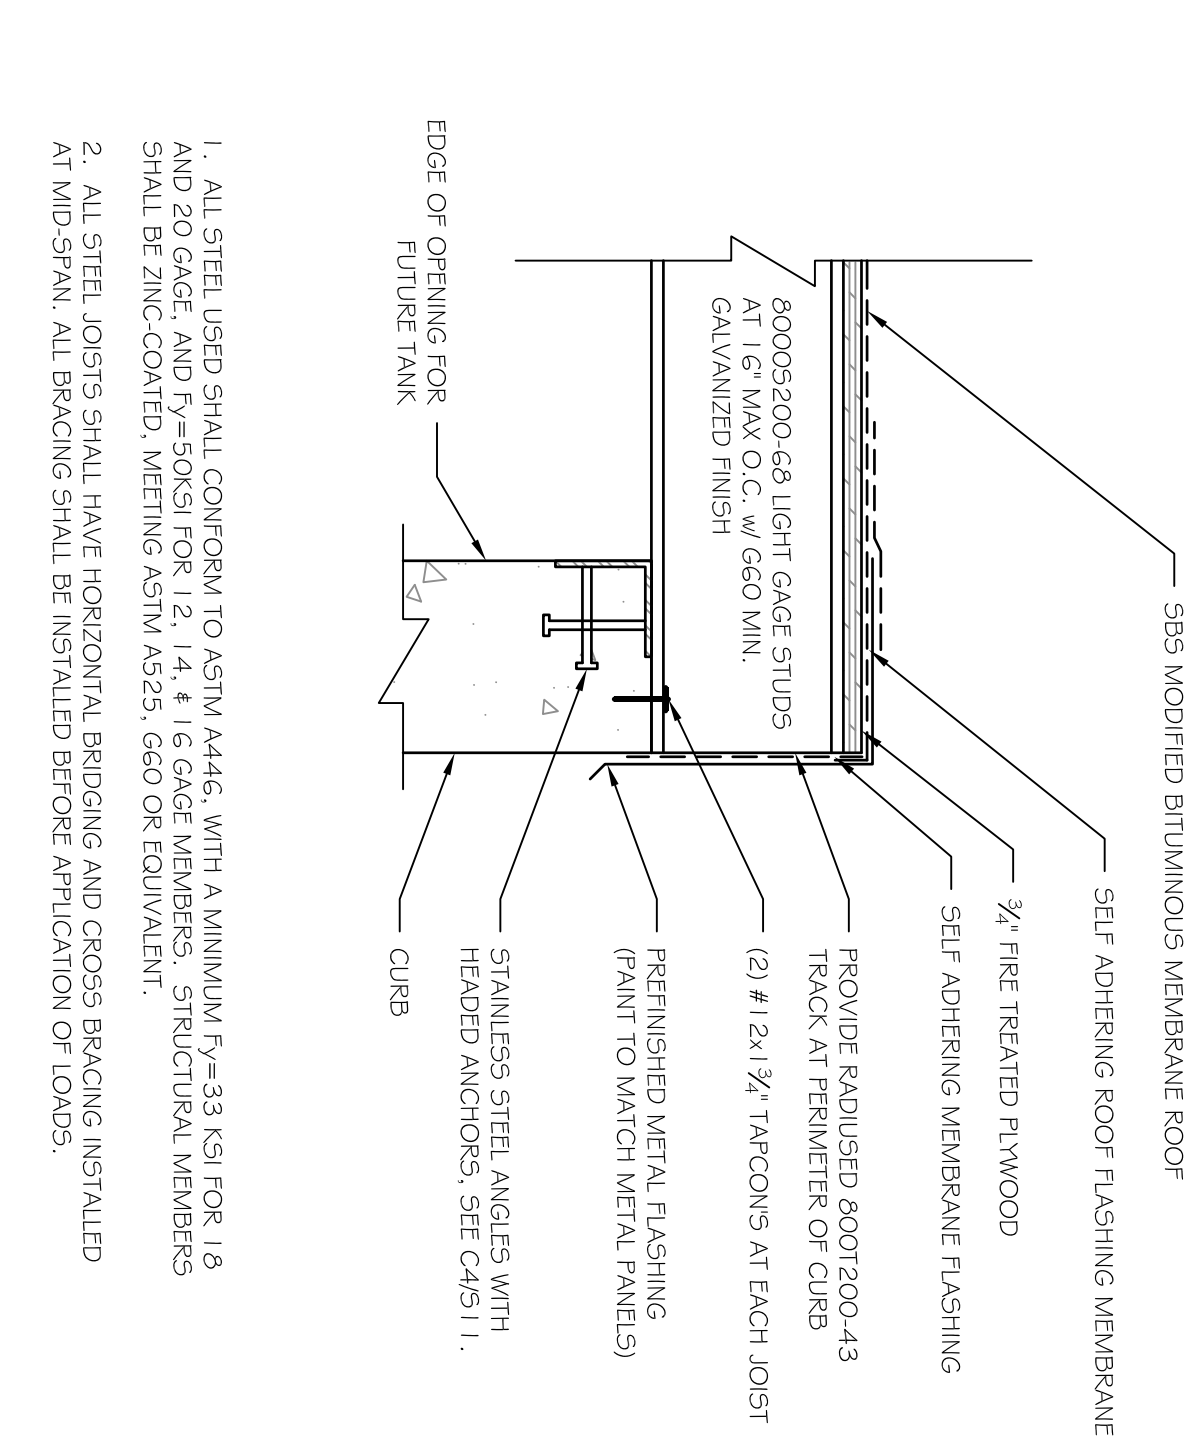 SBS MODIFIED BITUMINOUS MEMBRANE ROOF
SELF ADHERING ROOF FLASHING MEMBRANE
3/4" FIRE TREATED PLYWOOD
SELF ADHERING MEMBRANE FLASHING
PROVIDE RADIUSED 800T200-43
TRACK AT PERIMETER OF CURB
8000S200-68 LIGHT GAGE STUDS
AT 16" MAX O.C. w/ G60 MIN.
GALVANIZED FINISH
(2) #12x1 3/4" TAPCON'S AT EACH JOIST
PREFINISHED METAL FLASHING
(PAINT TO MATCH METAL PANELS)
STAINLESS STEEL ANGLES WITH
HEADED ANCHORS, SEE C4/S11.
EDGE OF OPENING FOR
FUTURE TANK
CURB
1. ALL STEEL USED SHALL CONFORM TO ASTM A446, WITH A MINIMUM Fy=33 KSI FOR 18
AND 20 GAGE, AND Fy=50KSI FOR 12, 14, & 16 GAGE MEMBERS. STRUCTURAL MEMBERS
SHALL BE ZINC-COATED, MEETING ASTM A525, G60 OR EQUIVALENT.
2. ALL STEEL JOISTS SHALL HAVE HORIZONTAL BRIDGING AND CROSS BRACING INSTALLED
AT MID-SPAN. ALL BRACING SHALL BE INSTALLED BEFORE APPLICATION OF LOADS.